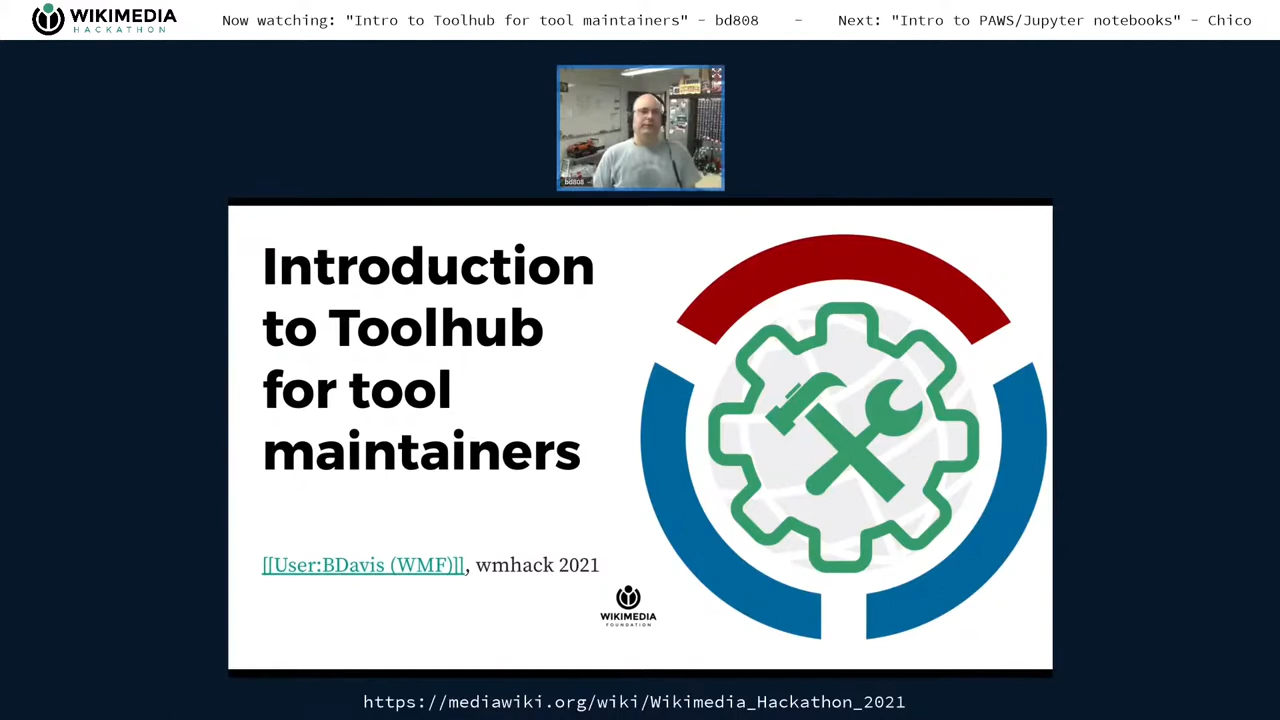 WIKIMEDIA
HACKATHON
Now watching: "Intro to Toolhub for tool maintainers" - bd808 - Next: "Intro to PAWS/Jupyter notebooks" - Chico
bd808
Introduction
to Toolhub
for tool
maintainers
[[User:BDavis (WMF)]], wmhack 2021
WIKIMEDIA
FOUNDATION
https://mediawiki.org/wiki/Wikimedia_Hackathon_2021